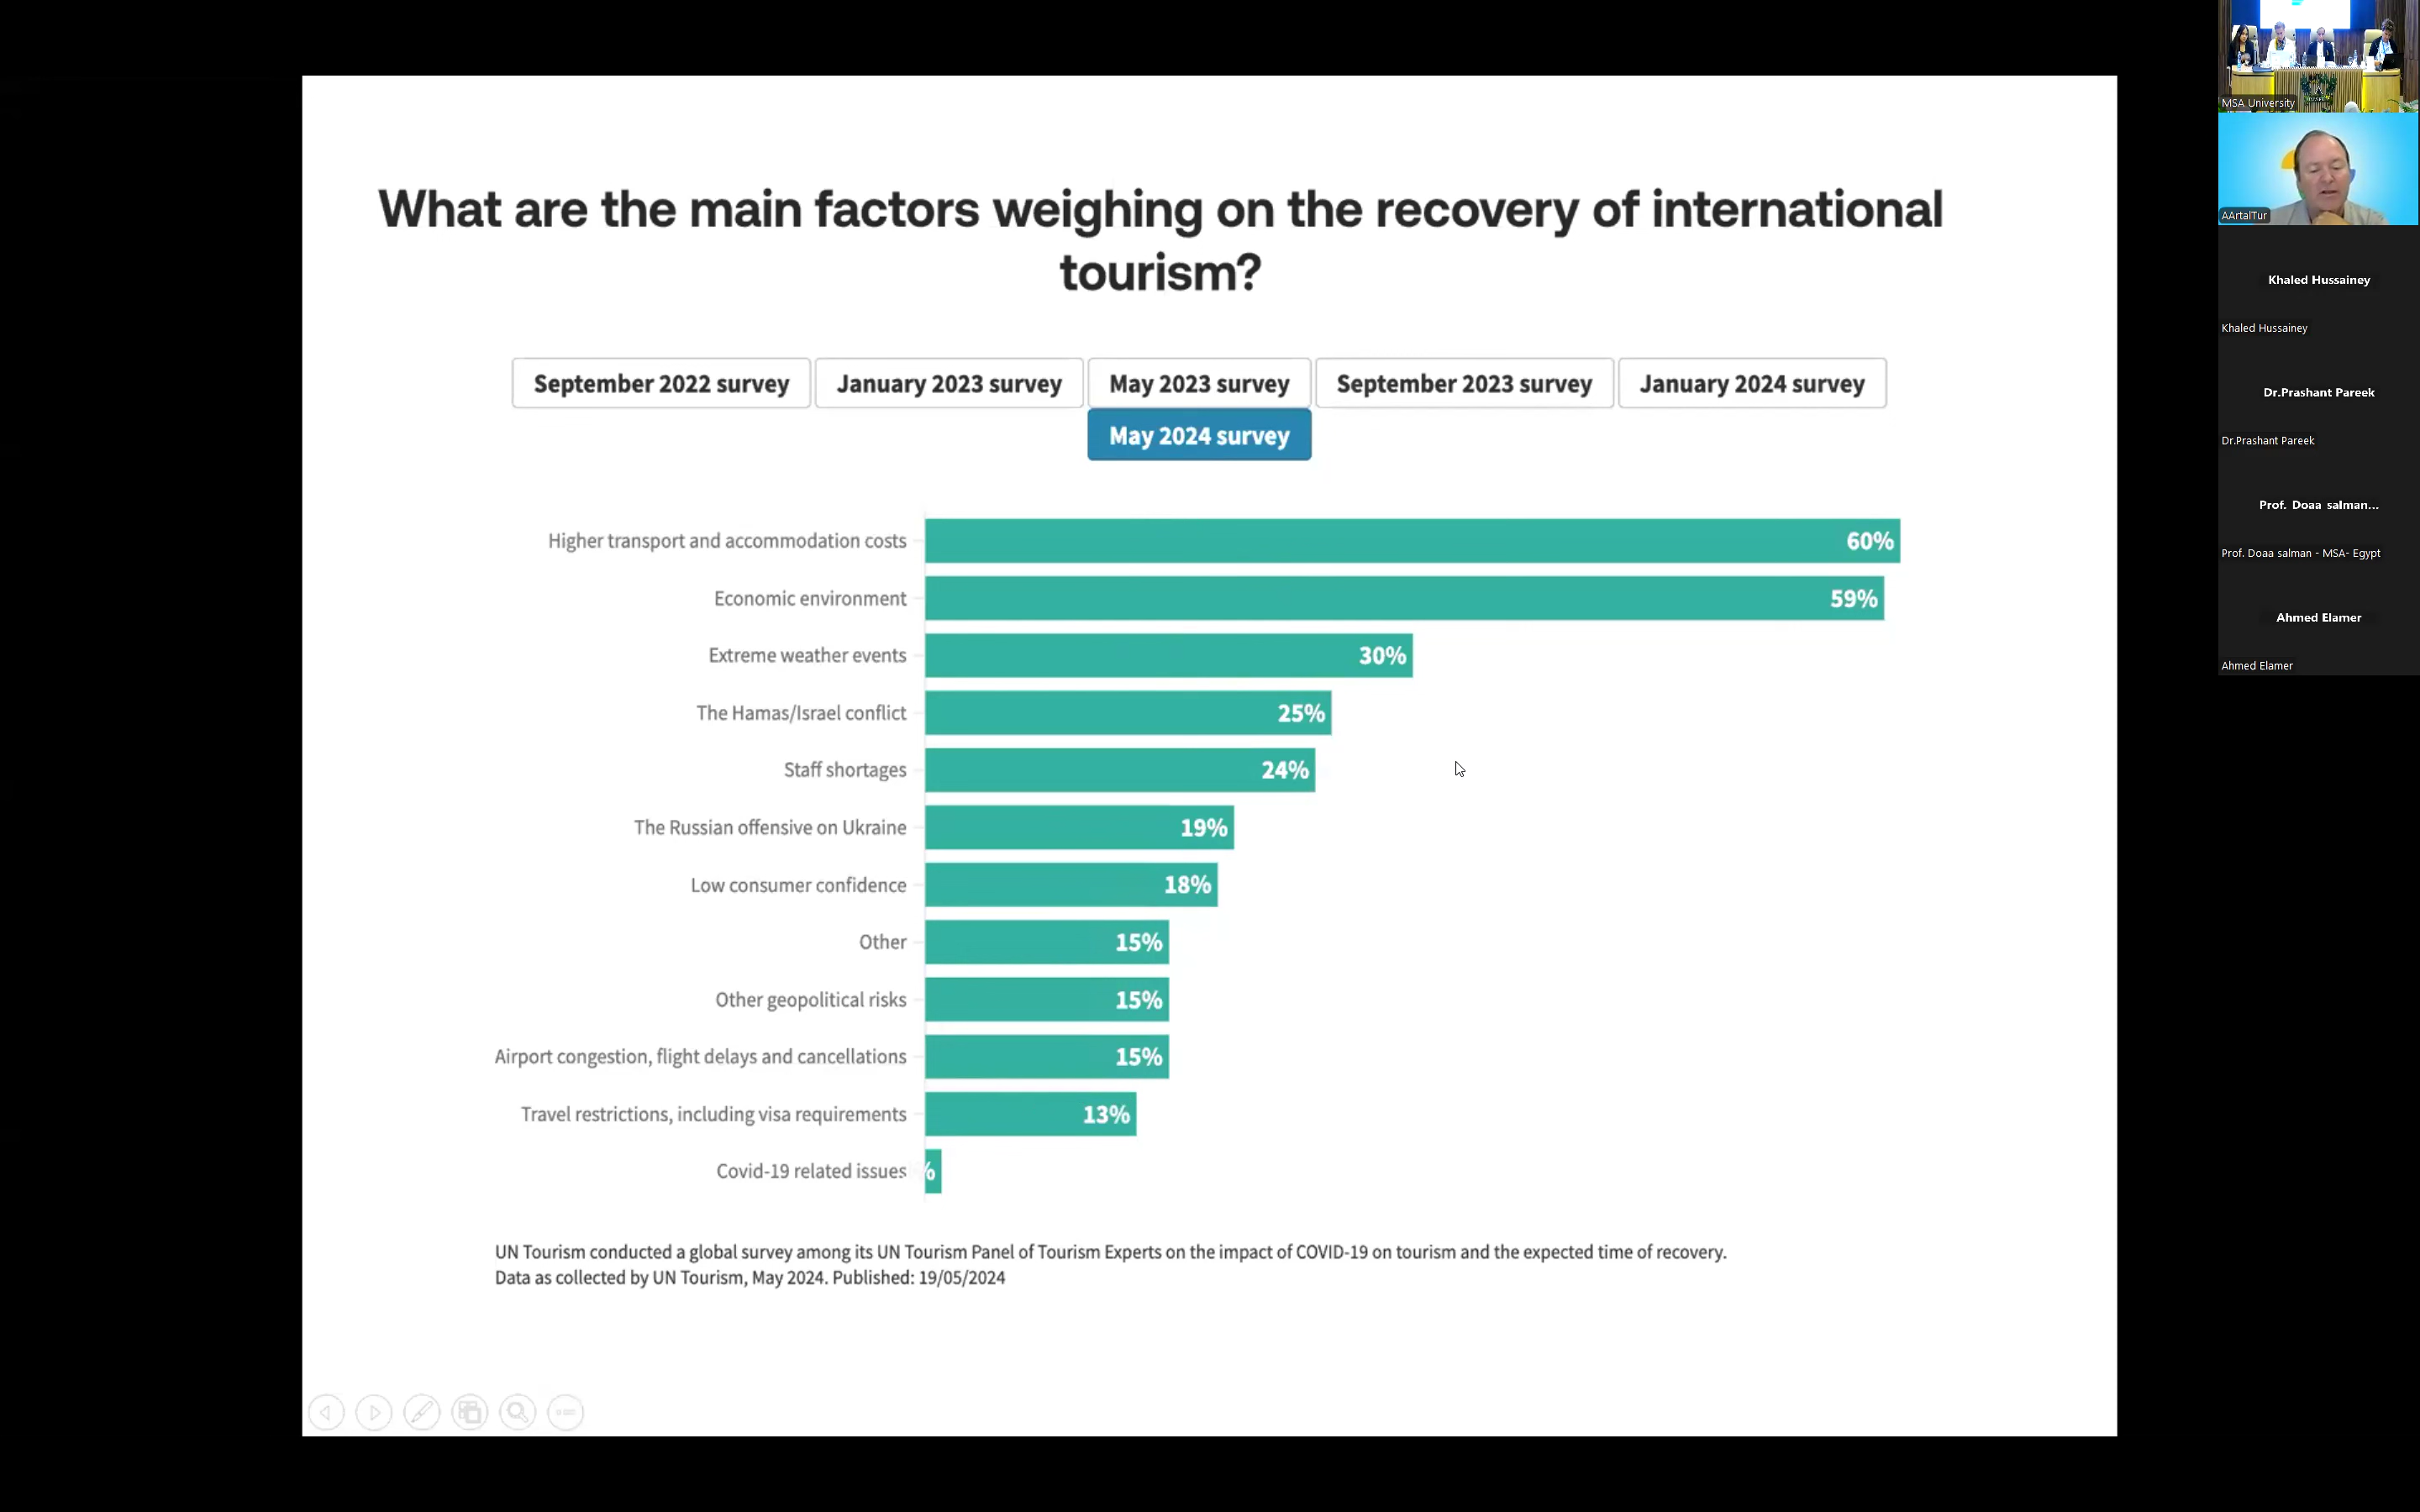 What are the main factors weighing on the recovery of international
tourism?
September 2022 survey
January 2023 survey
May 2023 survey
September 2023 survey
January 2024 survey
May 2024 survey
Higher transport and accommodation costs 60%
Economic environment 59%
Extreme weather events 30%
The Hamas/Israel conflict 25%
Staff shortages 24%
The Russian offensive on Ukraine 19%
Low consumer confidence 18%
Other 15%
Other geopolitical risks 15%
Airport congestion, flight delays and cancellations 15%
Travel restrictions, including visa requirements 13%
Covid-19 related issues %
UN Tourism conducted a global survey among its UN Tourism Panel of Tourism Experts on the impact of COVID-19 on tourism and the expected time of recovery.
Data as collected by UN Tourism, May 2024. Published: 19/05/2024
MSA University
AArtalTur
Khaled Hussainey
Khaled Hussainey
Dr.Prashant Pareek
Dr.Prashant Pareek
Prof. Doaa salman...
Prof. Doaa salman - MSA- Egypt
Ahmed Elamer
Ahmed Elamer